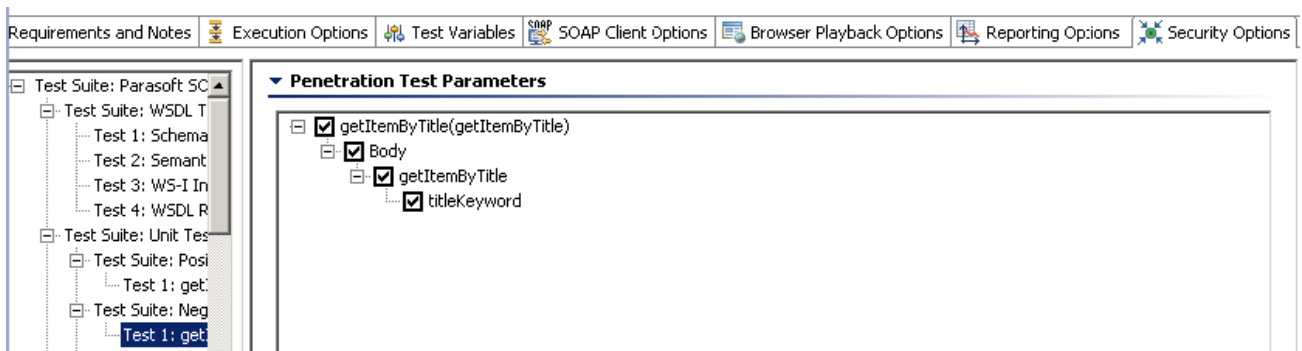 Requirements and Notes Execution Options Test Variables SOAP SOAP Client Options Browser Playback Options Reporting Options Security Options
Test Suite: Parasoft SO
Test Suite: WSDL T
Test 1: Schema
Test 2: Semant
Test 3: WS-I In
Test 4: WSDL R
Test Suite: Unit Tes
Test Suite: Posi
Test 1: get
Test Suite: Neg
Test 1: get
Penetration Test Parameters
getItemByTitle(getItemByTitle)
Body
getItemByTitle
titleKeyword